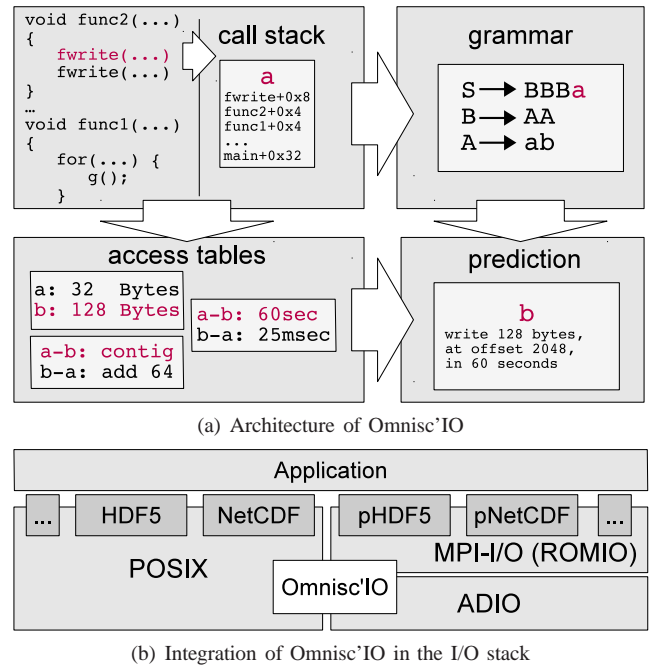 void func2(...)
{
fwrite(...)
fwrite(...)
}
…
void func1(...)
{
for(...) {
g();
}
call stack
a
fwrite+0x8
func2+0x4
func1+0x4
...
main+0x32
grammar
S → BBBa
B → AA
A → ab
access tables
a: 32 Bytes
b: 128 Bytes
a-b: 60sec
b-a: 25msec
a-b: contig
b-a: add 64
prediction
b
write 128 bytes,
at offset 2048,
in 60 seconds
(a) Architecture of Omnisc'IO
Application
... HDF5 NetCDF pHDF5 pNetCDF ...
POSIX
MPI-I/O (ROMIO)
Omnisc'IO
ADIO
(b) Integration of Omnisc'IO in the I/O stack